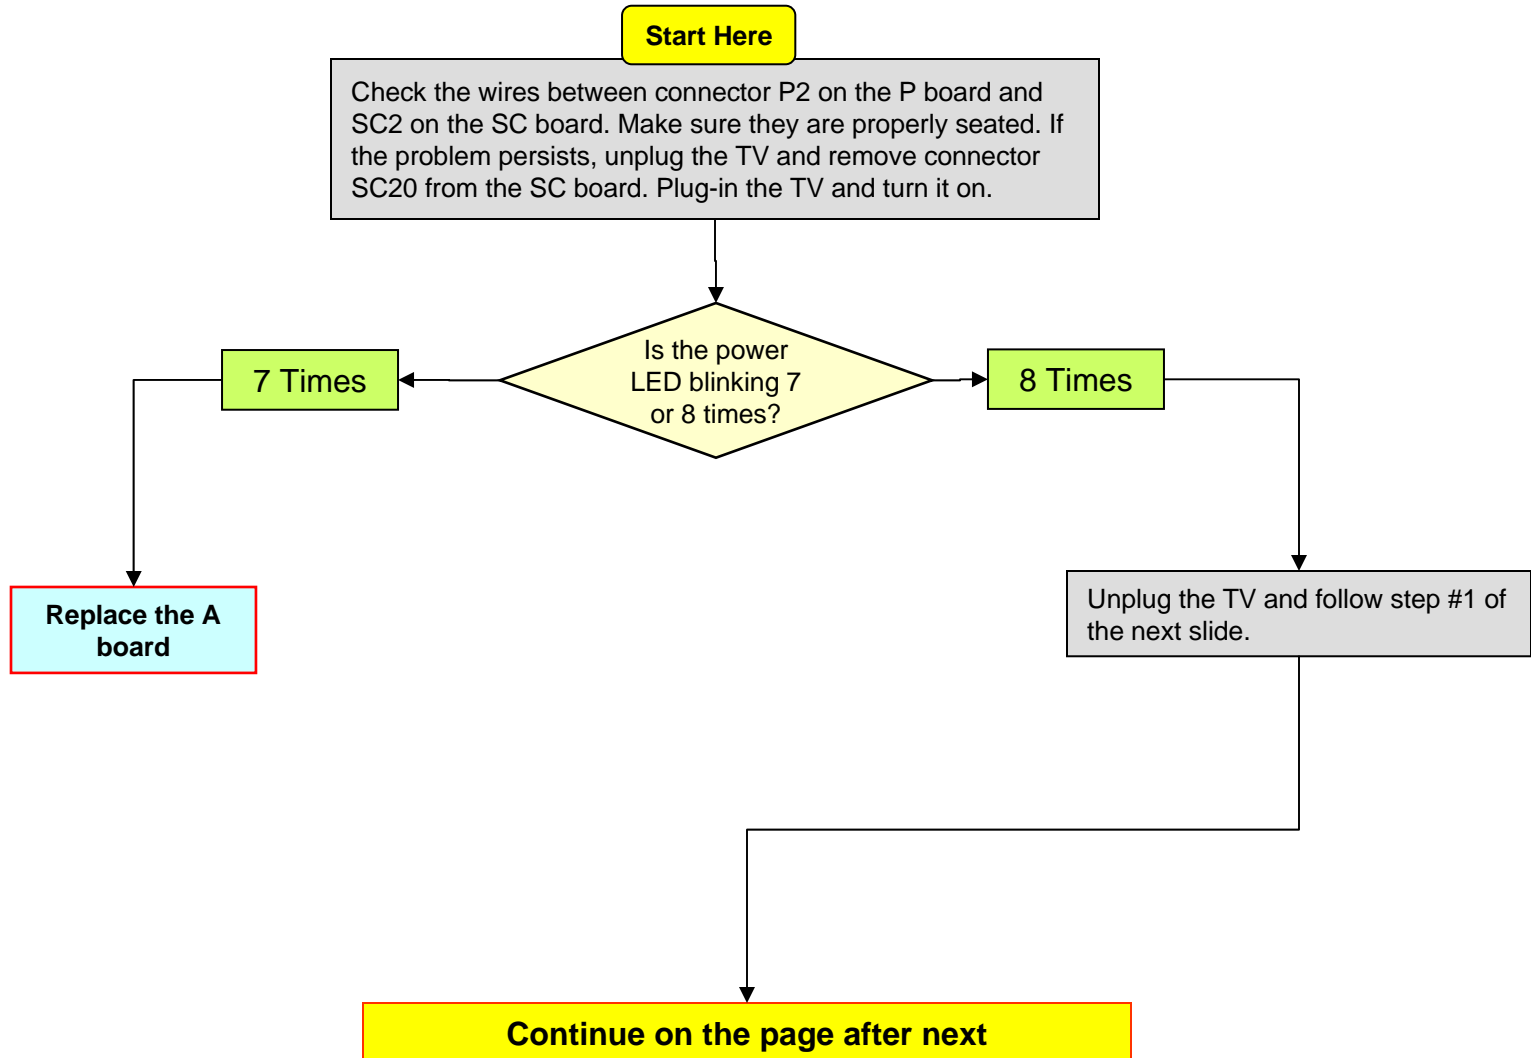 Start Here
Check the wires between connector P2 on the P board and
SC2 on the SC board. Make sure they are properly seated. If
the problem persists, unplug the TV and remove connector
SC20 from the SC board. Plug-in the TV and turn it on.
Is the power
LED blinking 7
or 8 times?
7 Times
8 Times
Replace the A
board
Unplug the TV and follow step #1 of
the next slide.
Continue on the page after next